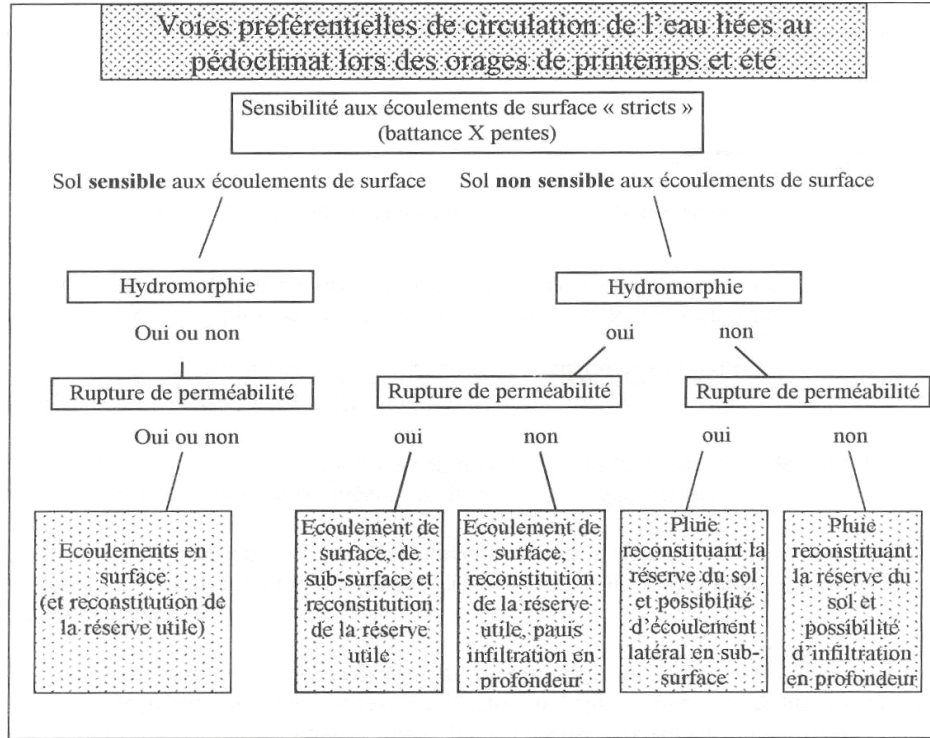 Voies préférentielles de circulation de l'eau liées au
pédoclimat lors des orages de printemps et été
Sensibilité aux écoulements de surface « stricts »
(battance X pentes)
Sol sensible aux écoulements de surface
Sol non sensible aux écoulements de surface
Hydromorphie
Hydromorphie
Oui ou non
oui
non
Rupture de perméabilité
Rupture de perméabilité
Rupture de perméabilité
Oui ou non
oui
non
oui
non
Ecoulements en
surface
(et reconstitution de
la réserve utile)
Ecoulement de
surface, de
sub-surface et
reconstitution
de la réserve
utile
Ecoulement de
surface,
reconstitution
de la réserve
utile, pauis
infiltration en
profondeur
Pluie
reconstituant la
réserve du sol
et possibilité
d'écoulement
latéral en sub-
surface
Pluie
reconstituant
la réserve du
sol et
possibilité
d'infiltration
en profondeur